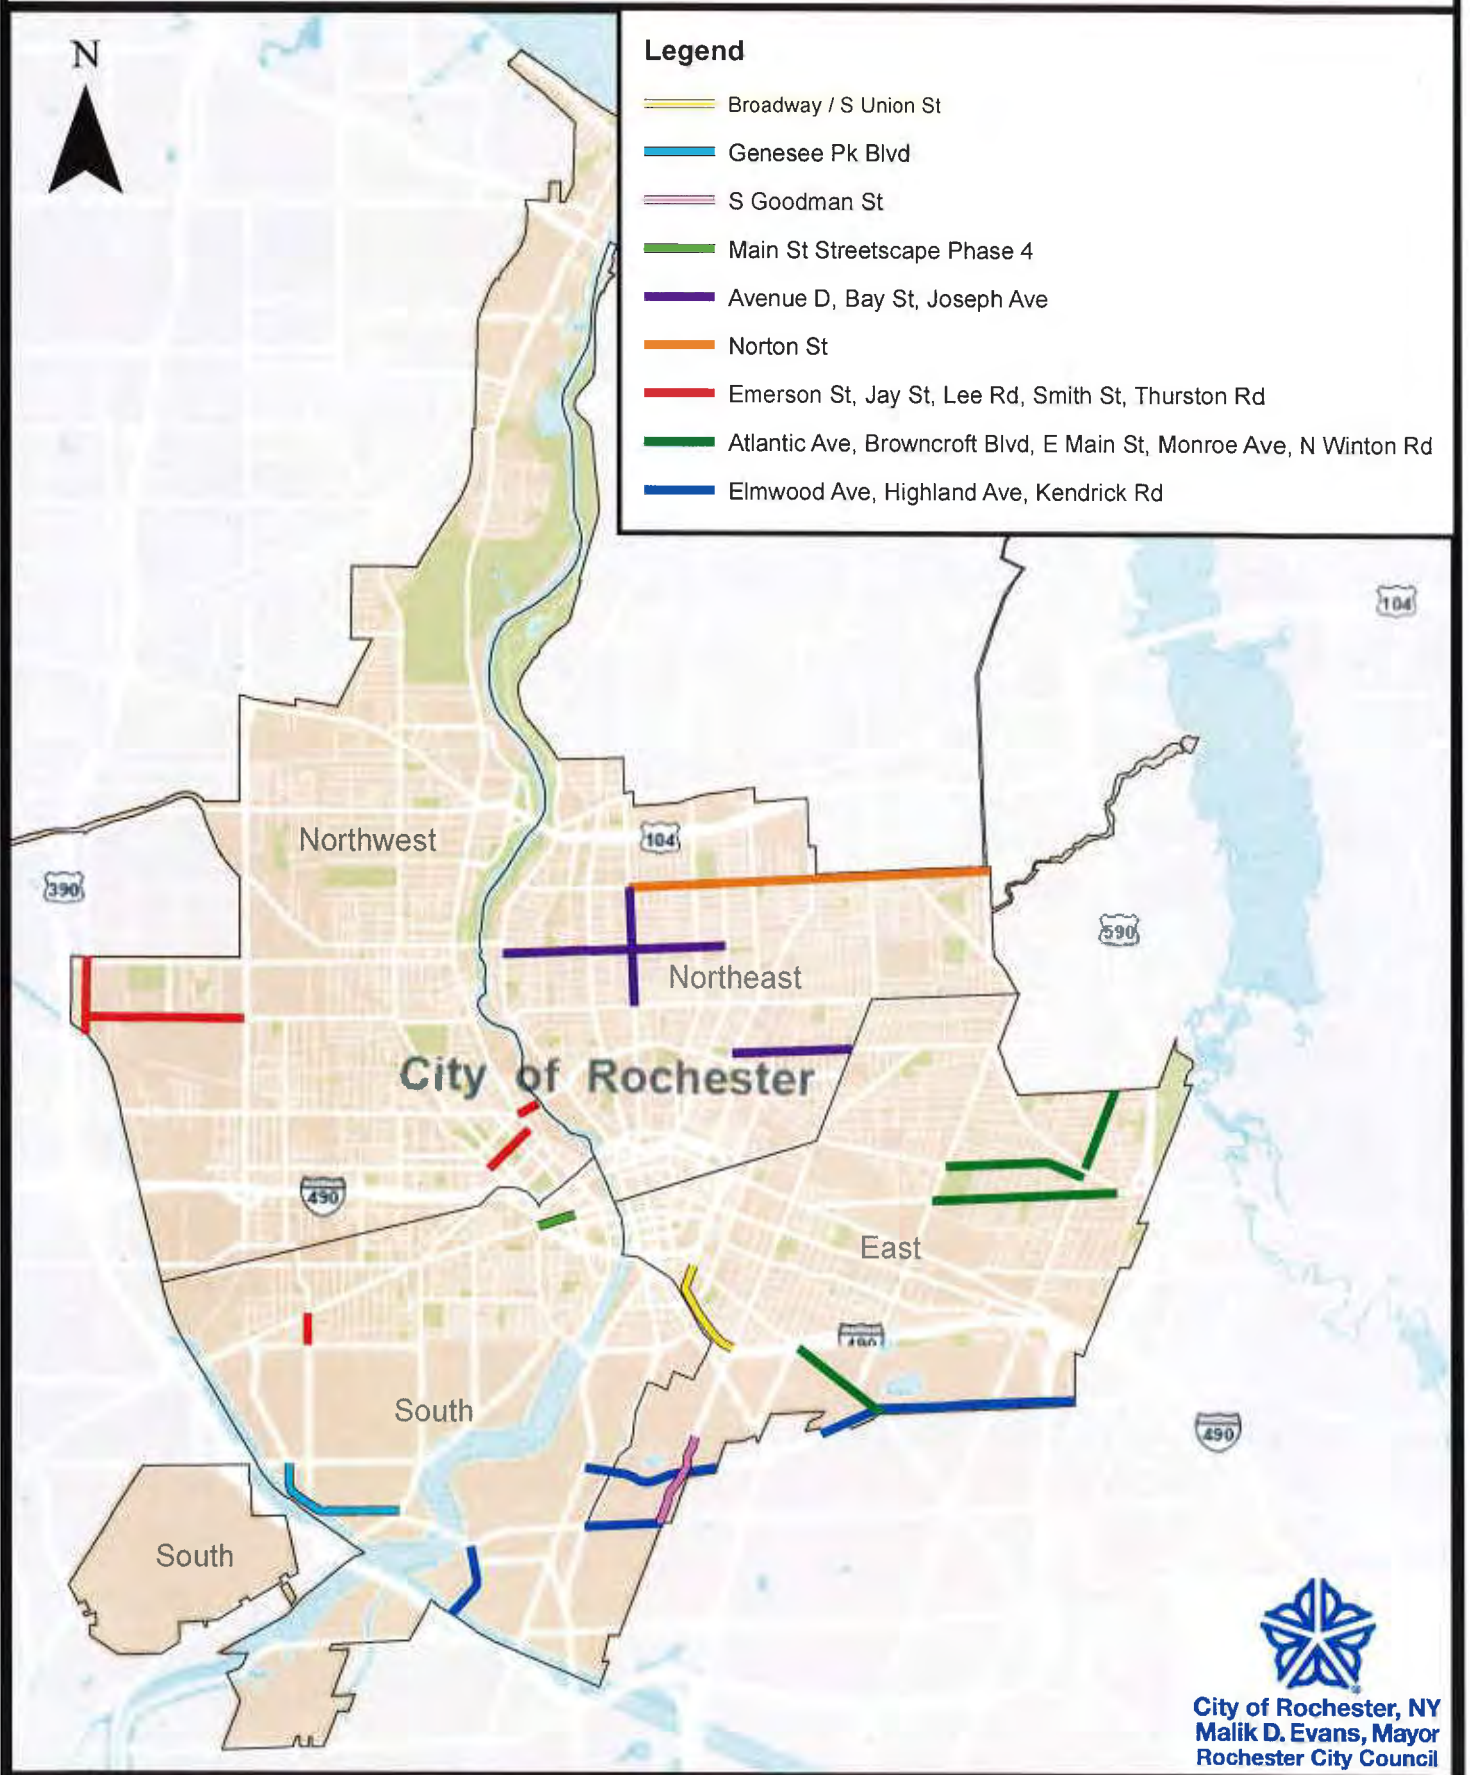 N
Legend
Broadway / S Union St
Genesee Pk Blvd
S Goodman St
Main St Streetscape Phase 4
Avenue D, Bay St, Joseph Ave
Norton St
Emerson St, Jay St, Lee Rd, Smith St, Thurston Rd
Atlantic Ave, Browncroft Blvd, E Main St, Monroe Ave, N Winton Rd
Elmwood Ave, Highland Ave, Kendrick Rd
104
Northwest
104
390
590
Northeast
City of Rochester
490
East
490
South
490
South
City of Rochester, NY
Malik D. Evans, Mayor
Rochester City Council